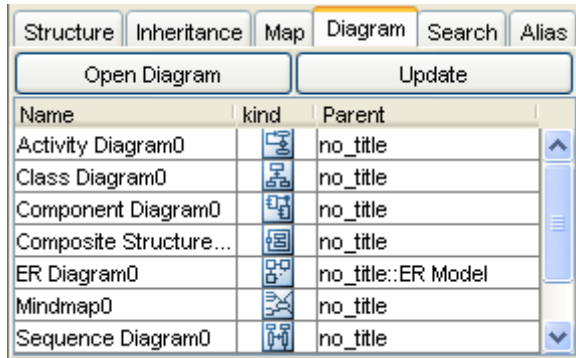 Structure Inheritance Map Diagram Search Alias
Open Diagram Update
Name kind Parent
Activity Diagram0 no_title
Class Diagram0 no_title
Component Diagram0 no_title
Composite Structure... no_title
ER Diagram0 no_title::ER Model
Mindmap0 no_title
Sequence Diagram0 no_title